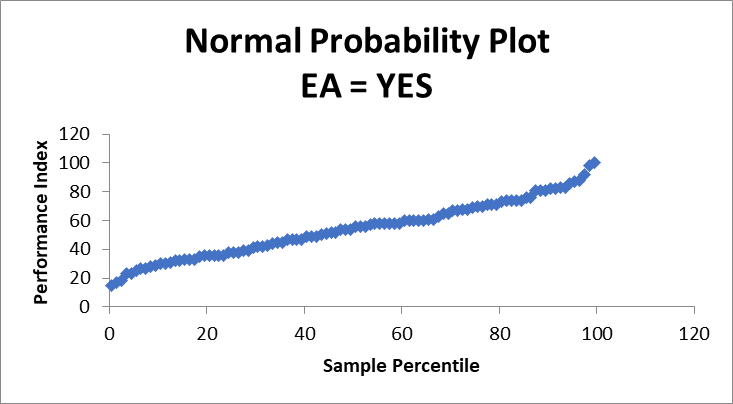 Normal Probability Plot
EA = YES
120
100
80
60
40
20
0
Performance Index
0 20 40 60 80 100 120
Sample Percentile